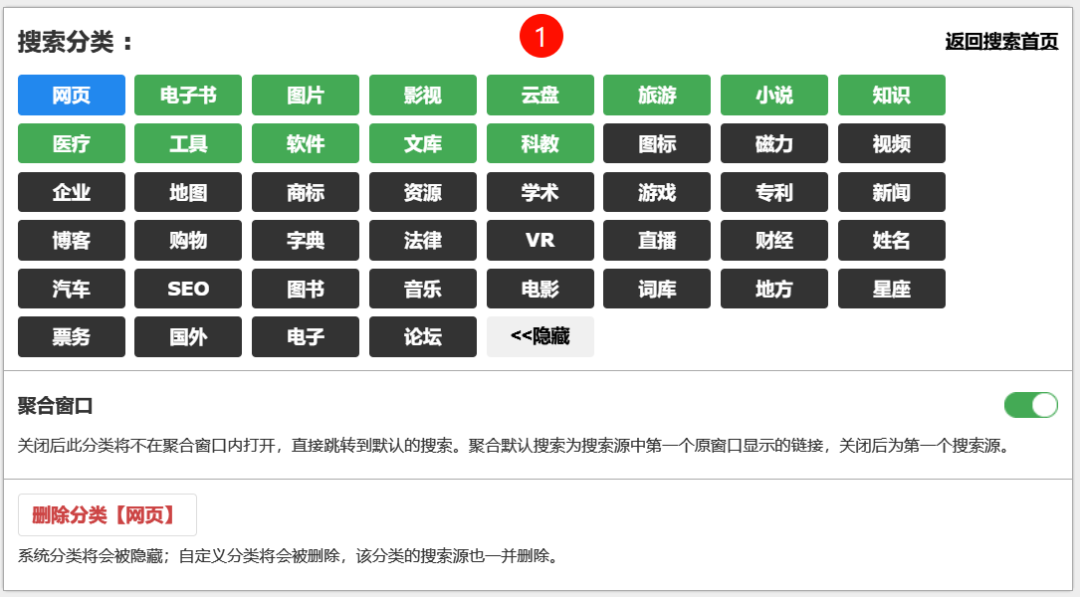 搜索分类：
1
返回搜索首页
网页 电子书 图片 影视 云盘 旅游 小说 知识
医疗 工具 软件 文库 科教 图标 磁力 视频
企业 地图 商标 资源 学术 游戏 专利 新闻
博客 购物 字典 法律 VR 直播 财经 姓名
汽车 SEO 图书 音乐 电影 词库 地方 星座
票务 国外 电子 论坛 <<隐藏
聚合窗口
关闭后此分类将不在聚合窗口内打开，直接跳转到默认的搜索。聚合默认搜索为搜索源中第一个原窗口显示的链接，关闭后为第一个搜索源。
删除分类【网页】
系统分类将会被隐藏；自定义分类将会被删除，该分类的搜索源也一并删除。